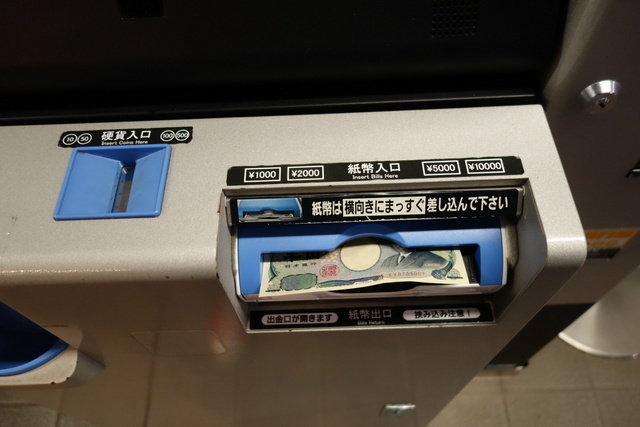 10 50 硬貨入口 100 500
Insert Coins Here
¥1000 ¥2000 紙幣入口 ¥5000 ¥10000
Insert Bills Here
紙幣は横向きにまっすぐ差し込んで下さい
出金口が開きます 紙幣出口 挟み込み注意!
Bills Return